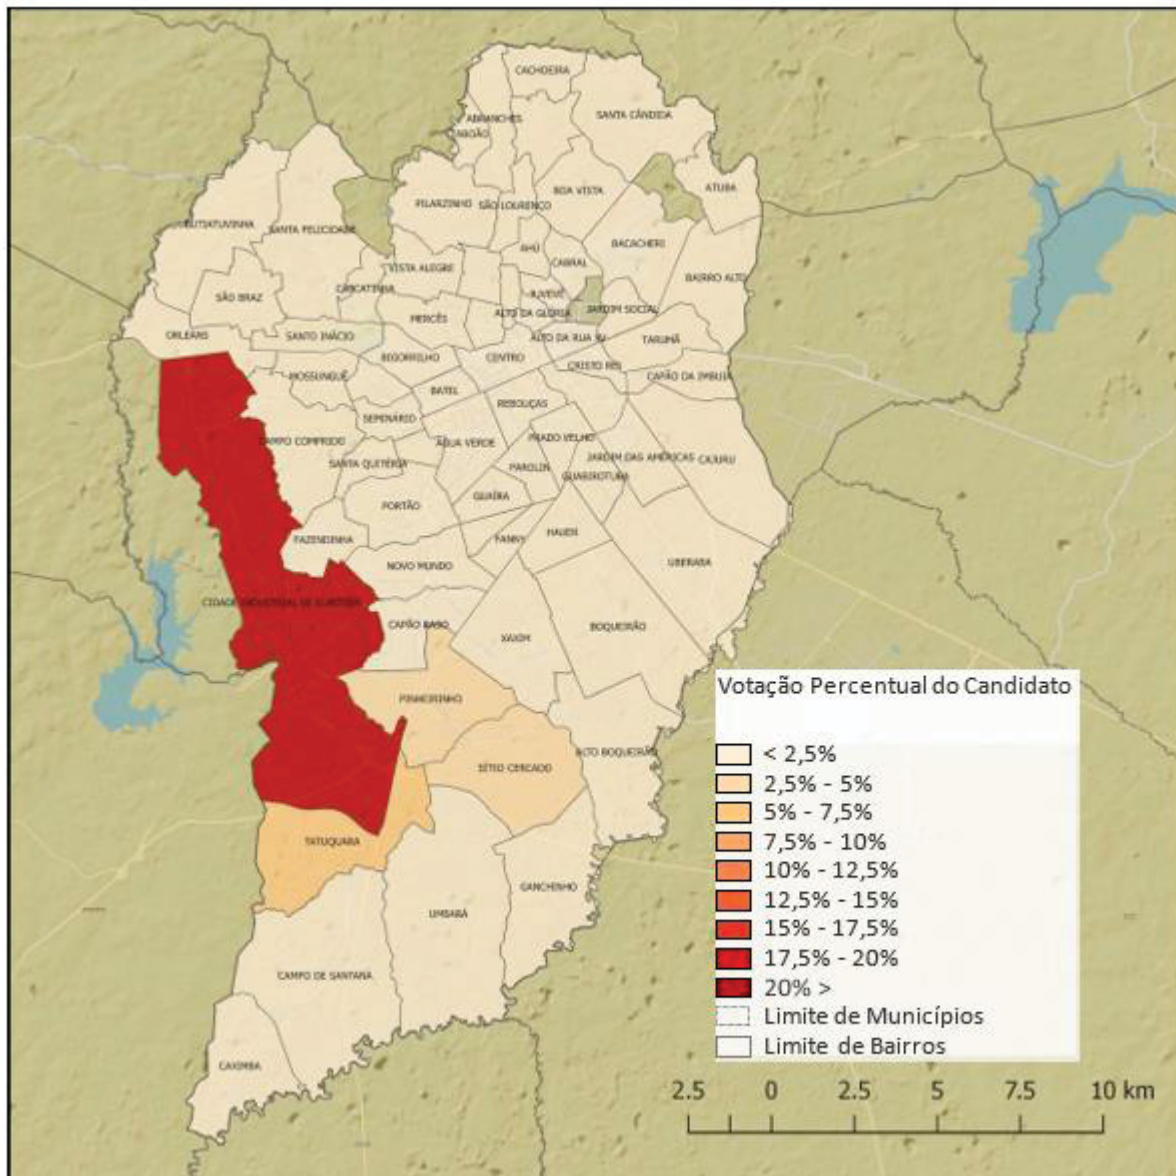 CACHOEIRA
ABRANCHES
SANTA CÂNDIDA
ATUBA
BOA VISTA
PILARZINHO
SÃO LOURENÇO
BUTIATUVINHA
SANTA FELICIDADE
AHÚ
BACACHERI
CABRAL
VISTA ALEGRE
BAIRRO ALTO
CASCATINHA
JUVEVÊ
SÃO BRAZ
JARDIM SOCIAL
ALTO DA GLÓRIA
MERCÊS
ORLEANS
SANTO INÁCIO
ALTO DA RUA XV
TARUMÃ
BIGORRILHO
CENTRO
CRISTO REI
MOSSUNGUÊ
CAPÃO DA IMBUIA
BATEL
REBOUÇAS
SEMINÁRIO
CAMPO COMPRIDO
ÁGUA VERDE
PRADO VELHO
JARDIM DAS AMÉRICAS
CAJURU
SANTA QUITÉRIA
PAROLIN
GUABIROTUBA
GUAÍRA
PORTÃO
HAUER
FAZENDINHA
FANNY
UBERABA
NOVO MUNDO
CIDADE INDUSTRIAL DE CURITIBA
CAPÃO RASO
BOQUEIRÃO
XAXIM
PINHEIRINHO
ALTO BOQUEIRÃO
SÍTIO CERCADO
TATUQUARA
GANCHINHO
UMBARÁ
CAMPO DE SANTANA
CAXIMBA
Votação Percentual do Candidato
< 2,5%
2,5% - 5%
5% - 7,5%
7,5% - 10%
10% - 12,5%
12,5% - 15%
15% - 17,5%
17,5% - 20%
20% >
Limite de Municípios
Limite de Bairros
2.5 0 2.5 5 7.5 10 km